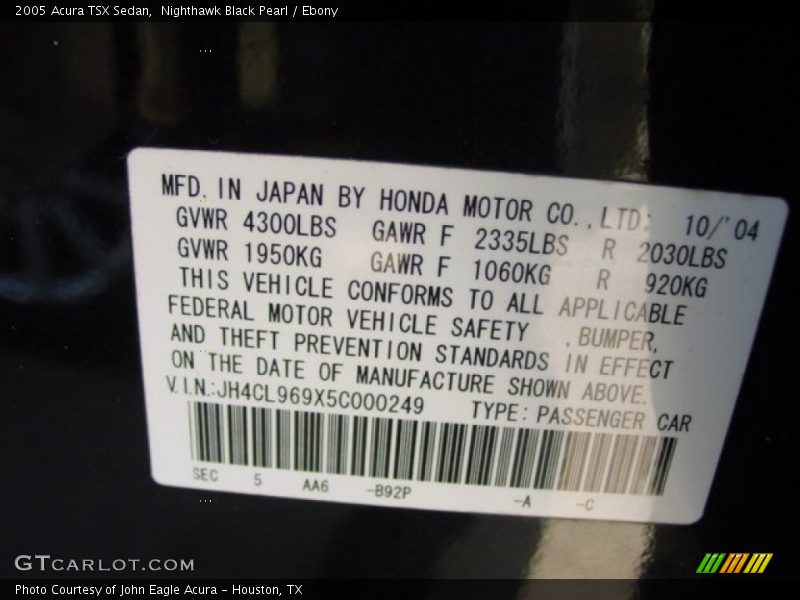 2005 Acura TSX Sedan,  Nighthawk Black Pearl / Ebony
MFD. IN JAPAN BY HONDA MOTOR CO., LTD: 10/'04
GVWR 4300LBS GAWR F 2335LBS R 2030LBS
GVWR 1950KG GAWR F 1060KG R 920KG
THIS VEHICLE CONFORMS TO ALL APPLICABLE
FEDERAL MOTOR VEHICLE SAFETY , BUMPER,
AND THEFT PREVENTION STANDARDS IN EFFECT
ON THE DATE OF MANUFACTURE SHOWN ABOVE.
V.I.N.:JH4CL969X5C000249 TYPE: PASSENGER CAR
SEC 5 AA6 -B92P -A -C
GTCARLOT.COM
Photo Courtesy of John Eagle Acura - Houston, TX